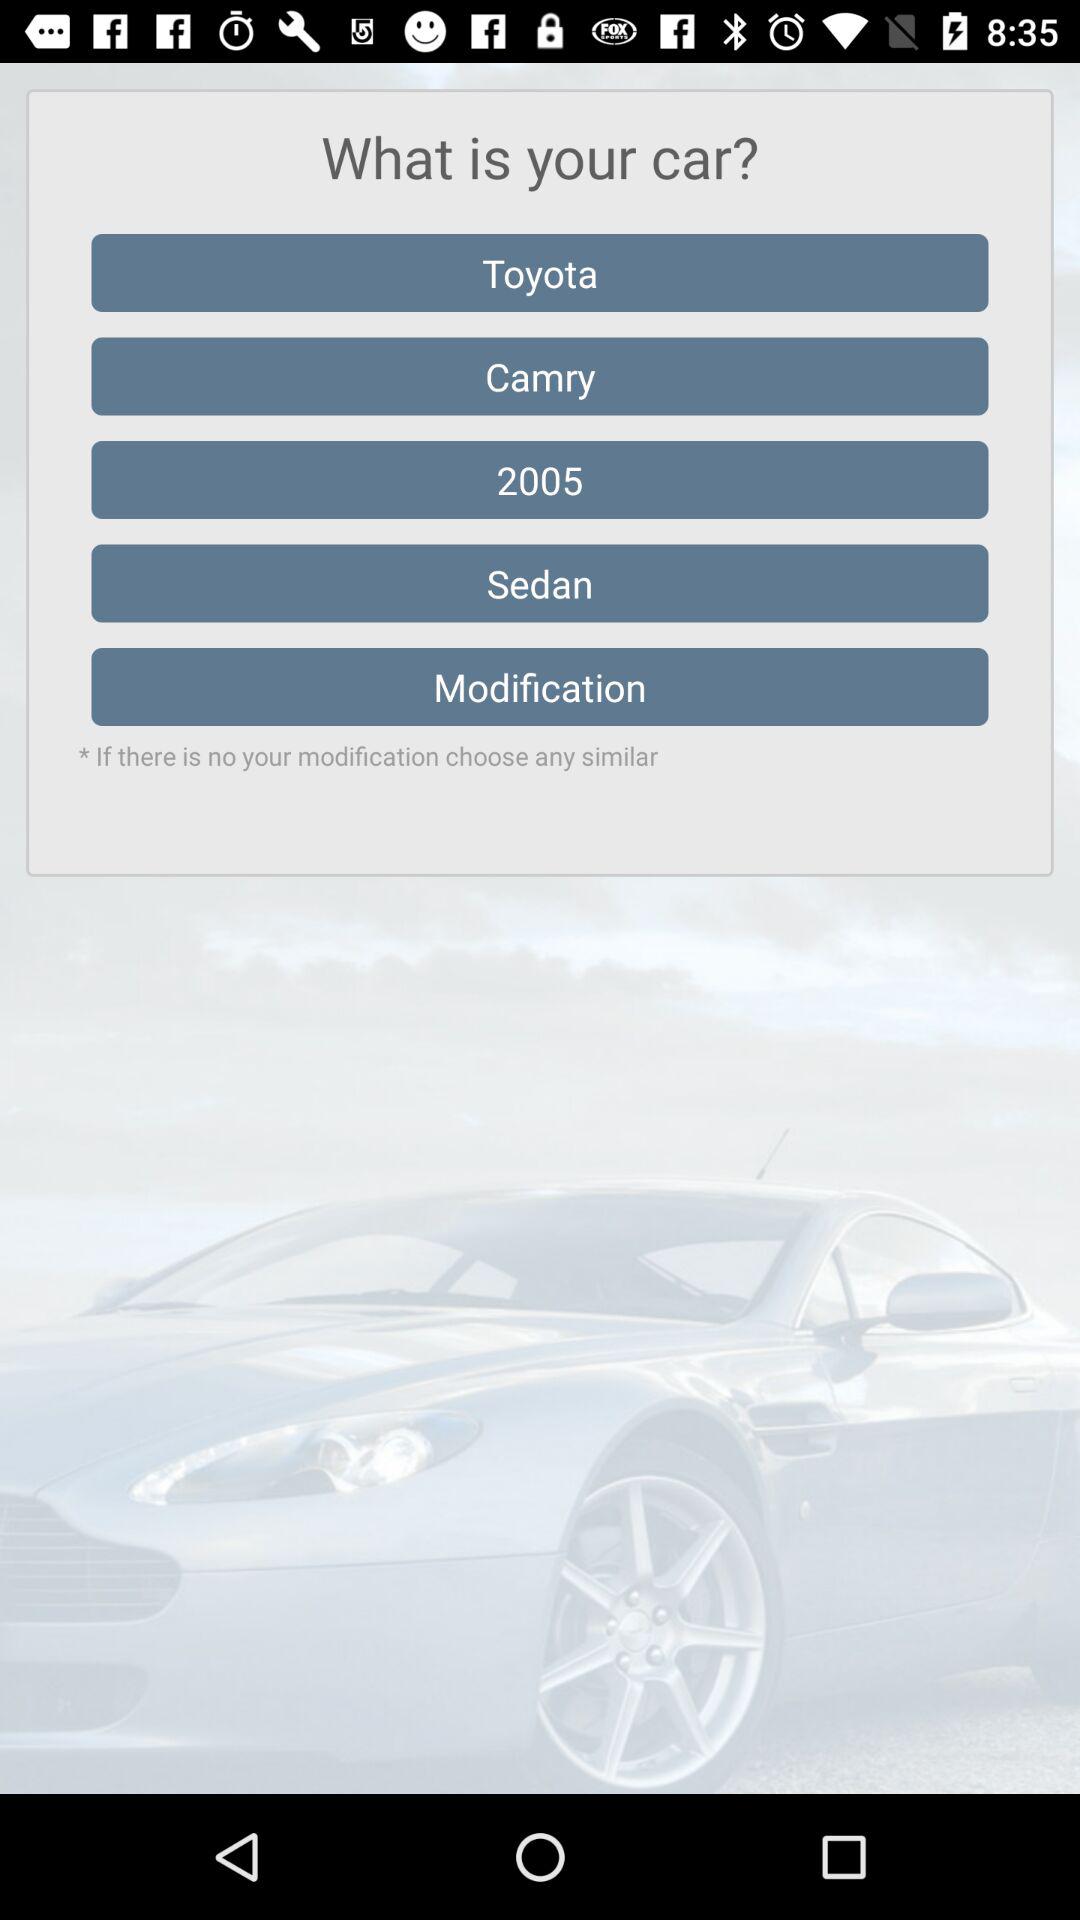 8:35
What is your car?
Toyota
Camry
2005
Sedan
Modification
* If there is no your modification choose any similar